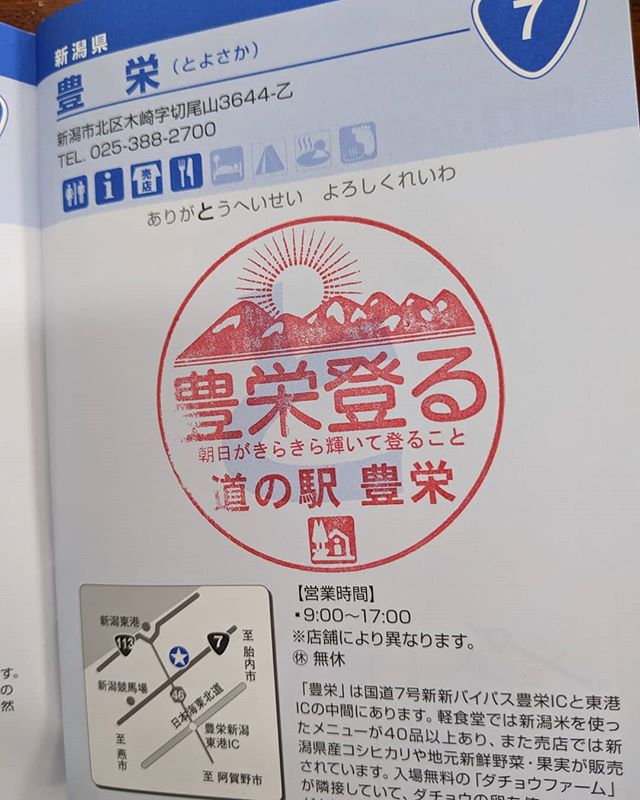 新潟県
7
豊栄（とよさか）
新潟市北区木崎字切尾山3644-乙
TEL. 025-388-2700
売店
ありがとうへいせい　よろしくれいわ
豊栄登る
朝日がきらきら輝いて登ること
道の駅 豊栄
新潟東港
113
7
至 胎内市
新潟競馬場
46
日本海東北道
豊栄新潟
東港IC
至 燕市
至 阿賀野市
【営業時間】
・9:00〜17:00
※店舗により異なります。
㊡ 無休
「豊栄」は国道7号新新バイパス豊栄ICと東港
ICの中間にあります。軽食堂では新潟米を使っ
たメニューが40品以上あり、また売店では新
潟県産コシヒカリや地元新鮮野菜・果実が販売
されています。入場無料の「ダチョウファーム」
が隣接していて、ダチョウの卵を
す。
の
然